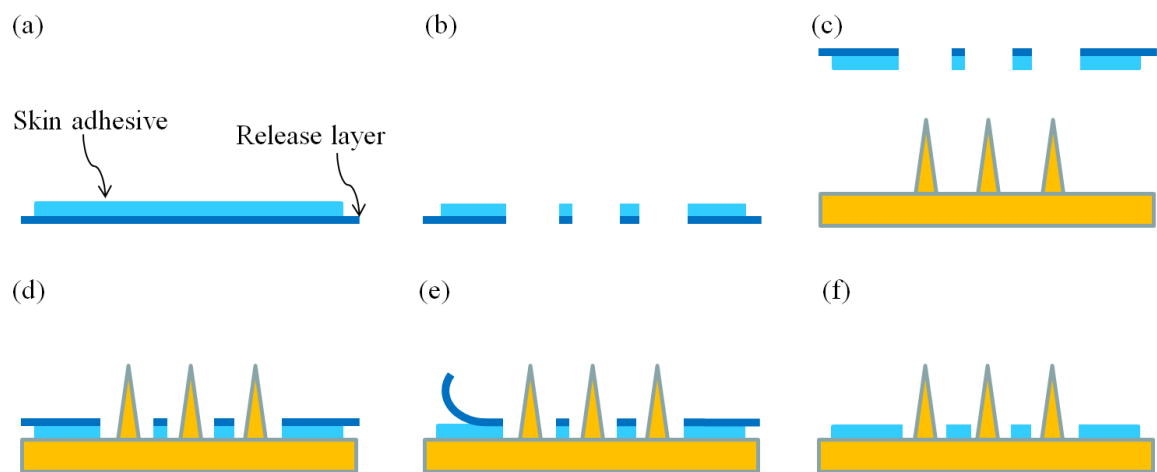 (a)
(b)
(c)
Skin adhesive
Release layer
(d)
(e)
(f)